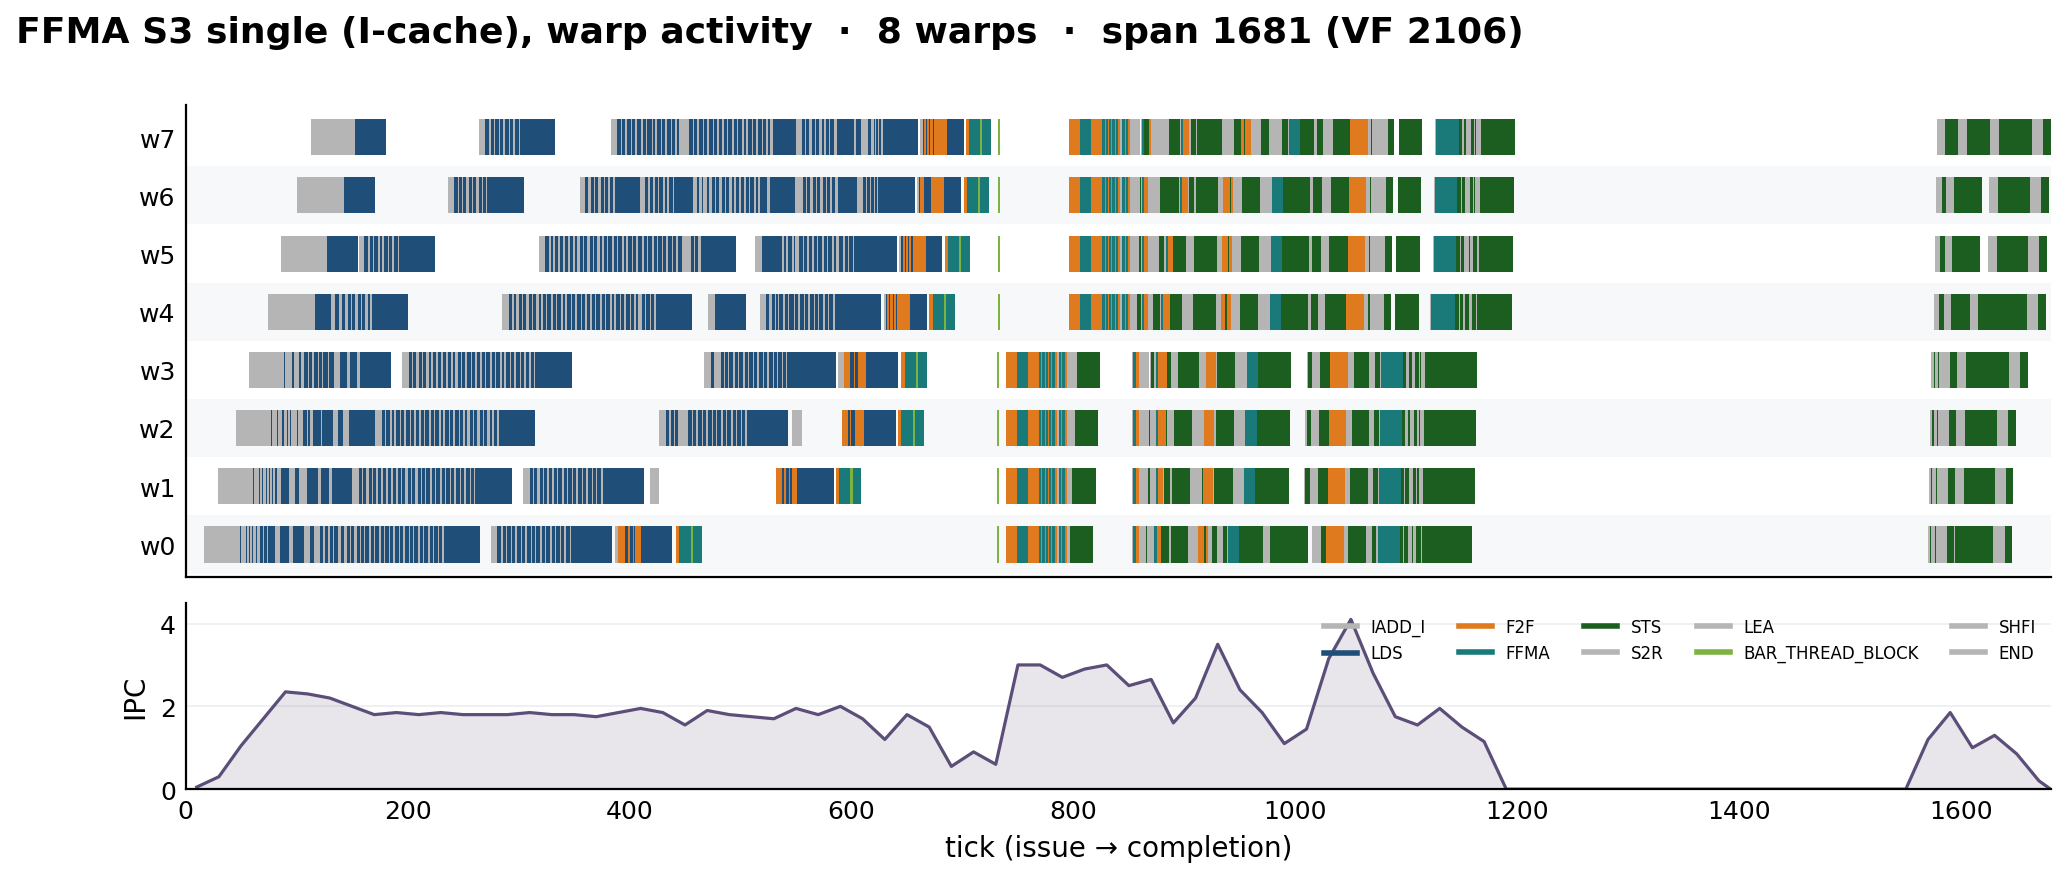 FFMA S3 single (I-cache), warp activity · 8 warps · span 1681 (VF 2106)
w7
w6
w5
w4
w3
w2
w1
w0
IADD_I F2F STS LEA SHFI
LDS FFMA S2R BAR_THREAD_BLOCK END
IPC
4
2
0
0 200 400 600 800 1000 1200 1400 1600
tick (issue → completion)